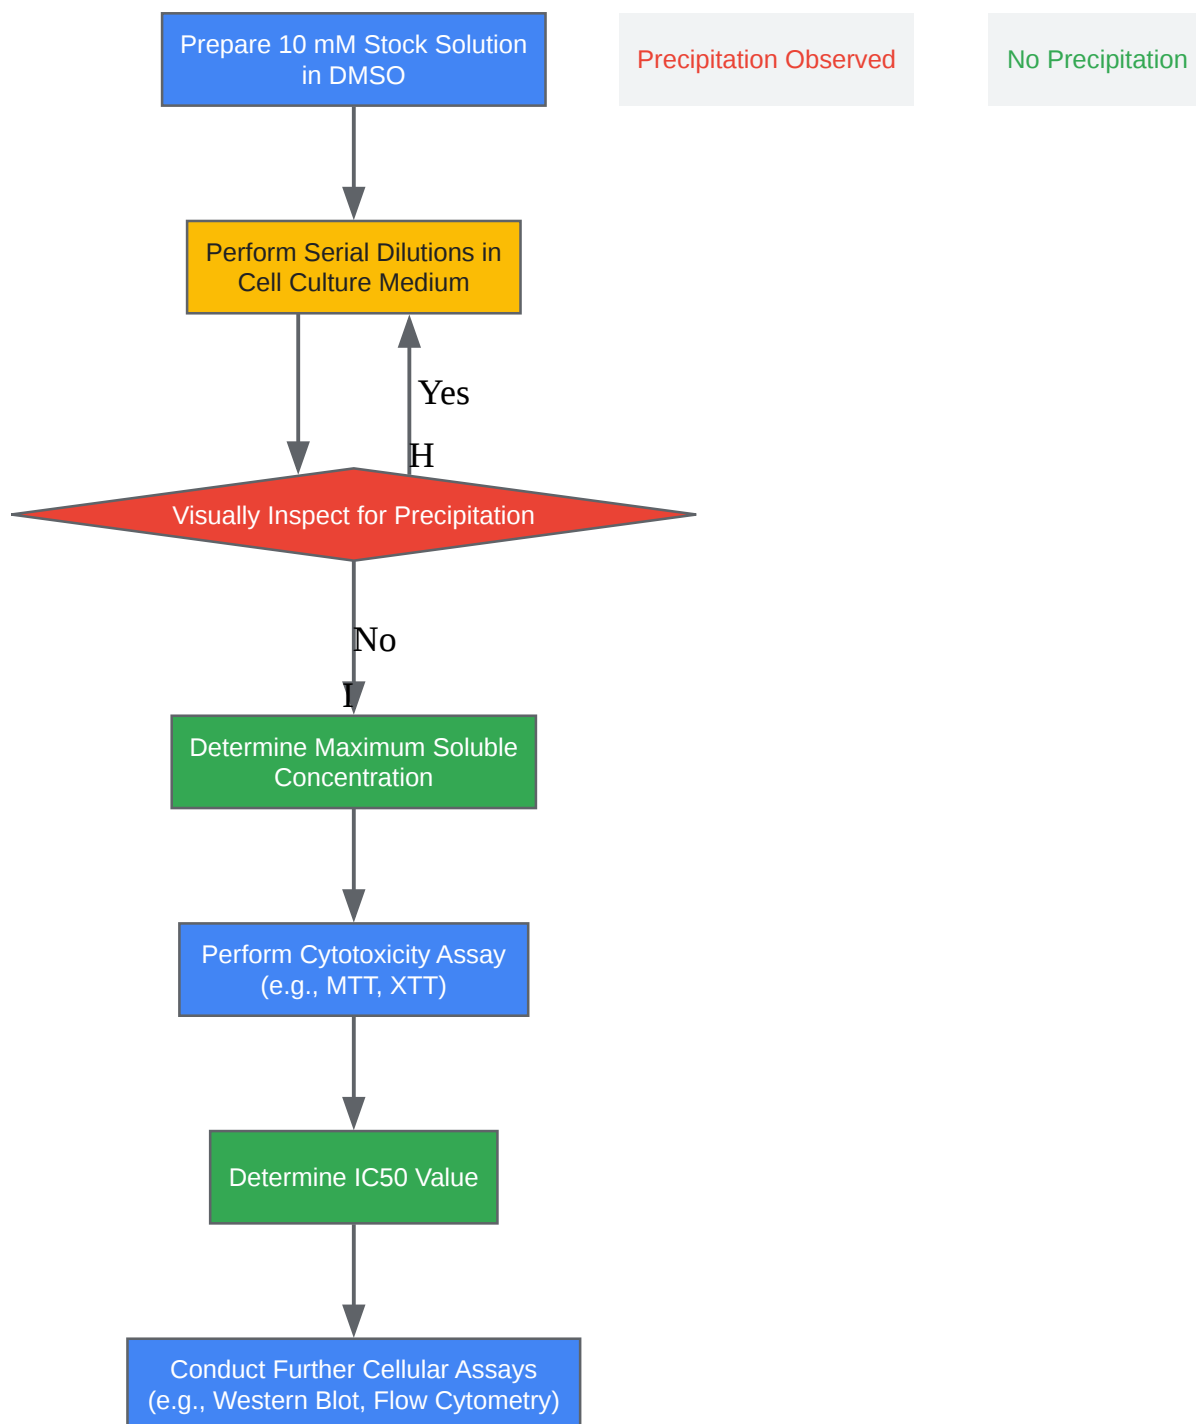 Prepare 10 mM Stock Solution
in DMSO
Precipitation Observed
No Precipitation
Perform Serial Dilutions in
Cell Culture Medium
Yes
H
Visually Inspect for Precipitation
No
I
Determine Maximum Soluble
Concentration
Perform Cytotoxicity Assay
(e.g., MTT, XTT)
Determine IC50 Value
Conduct Further Cellular Assays
(e.g., Western Blot, Flow Cytometry)